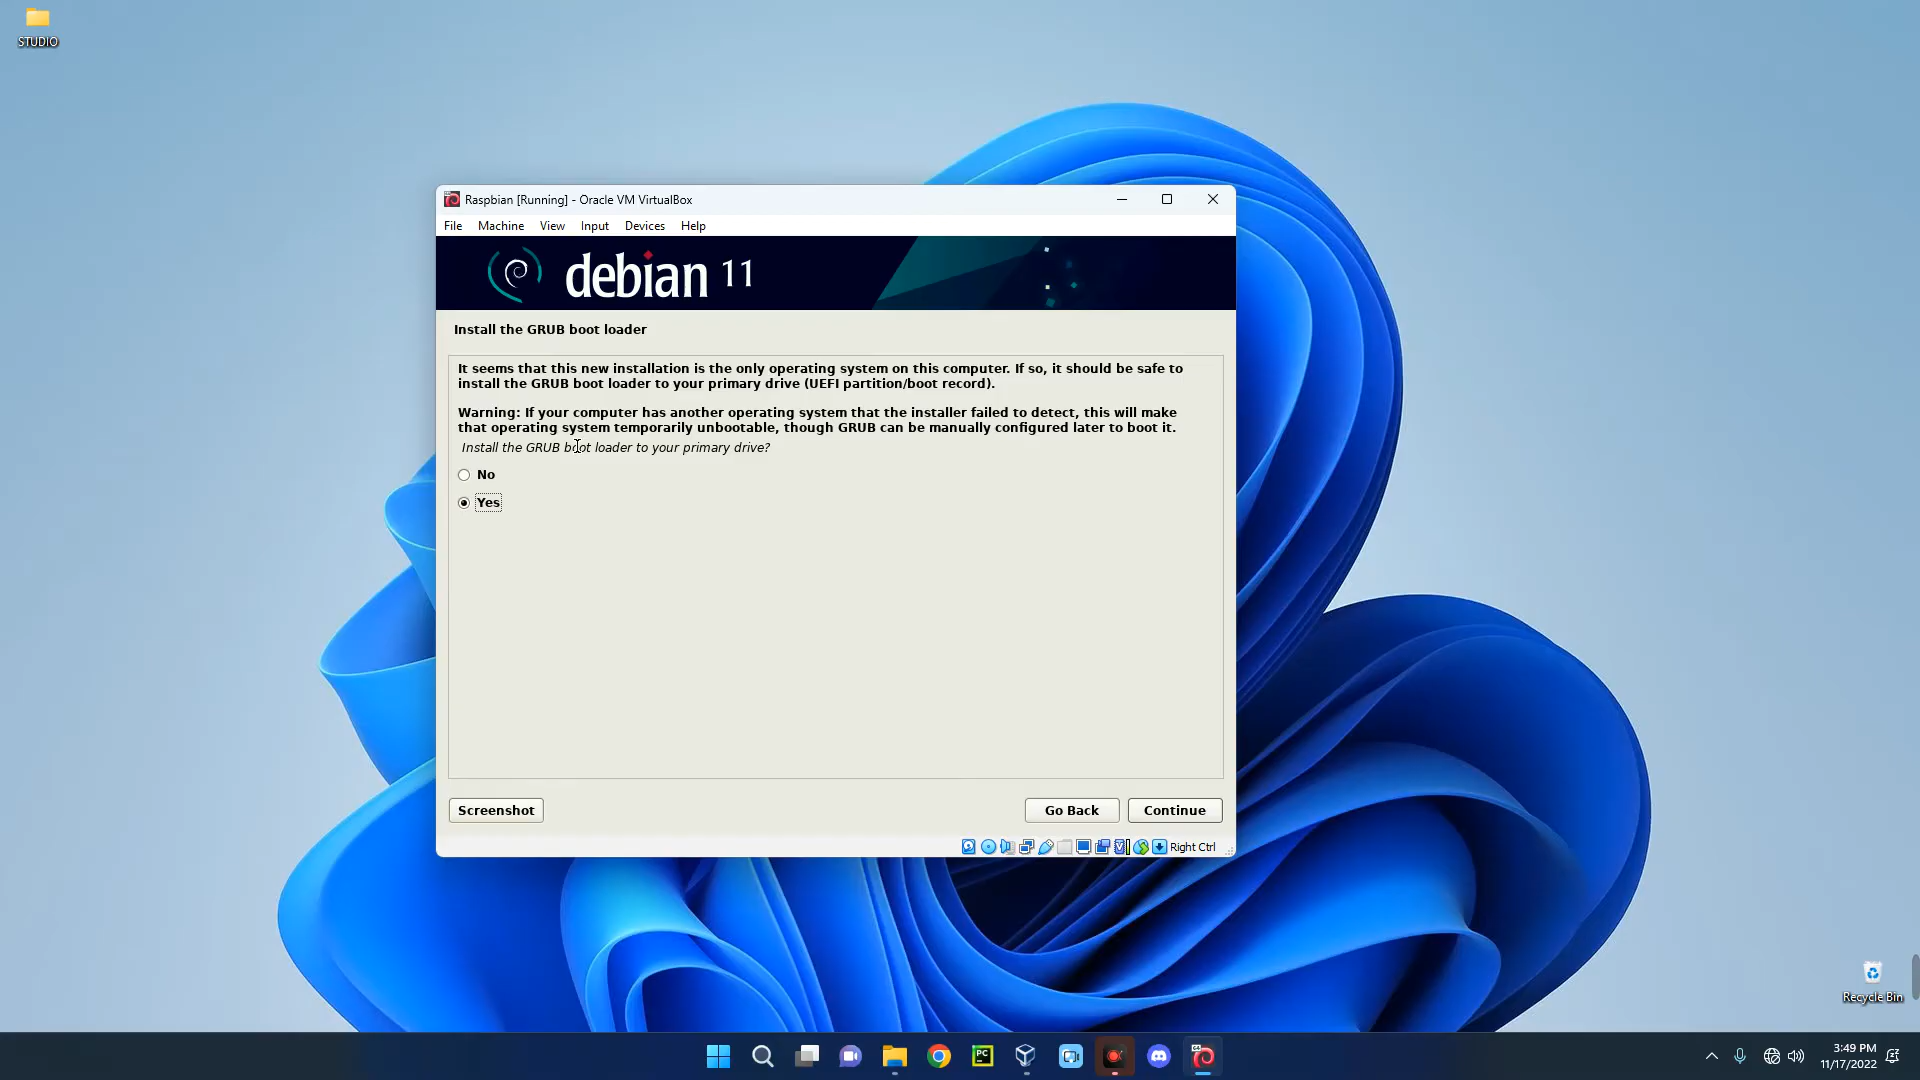 STUDIO
Raspbian [Running] - Oracle VM VirtualBox
File Machine View Input Devices Help
debian 11
Install the GRUB boot loader
It seems that this new installation is the only operating system on this computer. If so, it should be safe to
install the GRUB boot loader to your primary drive (UEFI partition/boot record).
Warning: If your computer has another operating system that the installer failed to detect, this will make
that operating system temporarily unbootable, though GRUB can be manually configured later to boot it.
Install the GRUB boot loader to your primary drive?
No
Yes
Screenshot
Go Back
Continue
Right Ctrl
Recycle Bin
PC
64
3:49 PM
11/17/2022